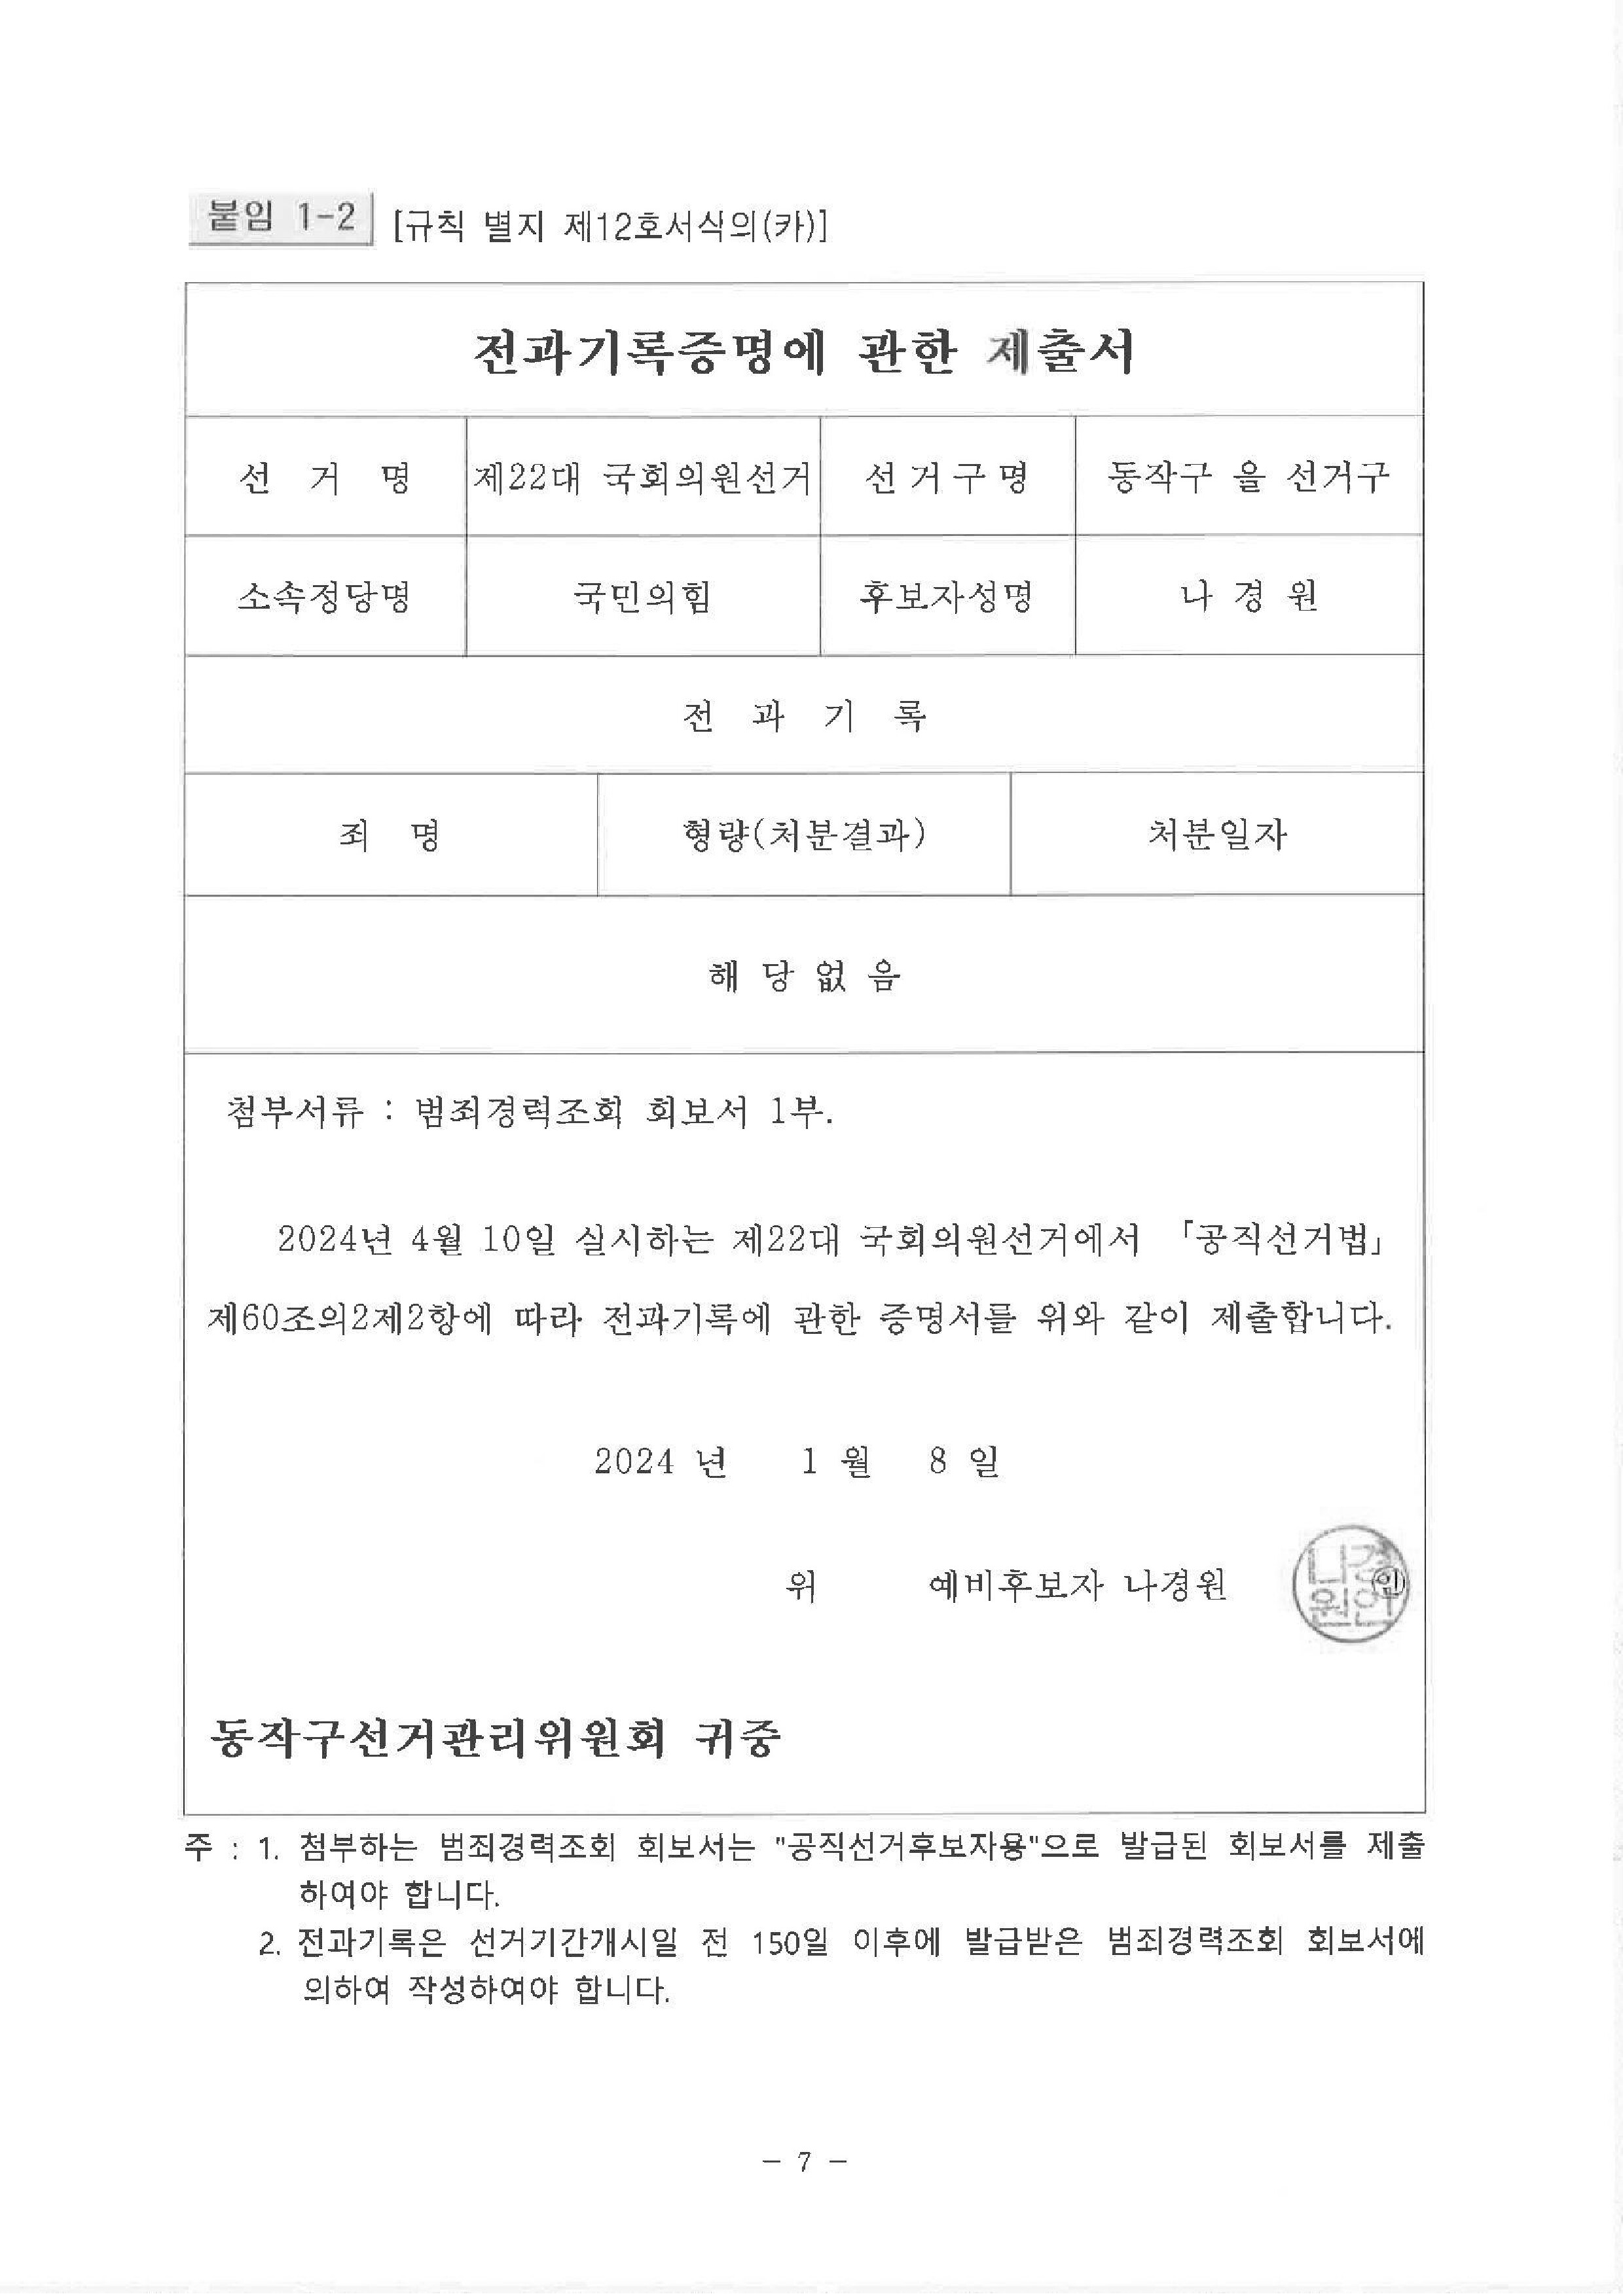 붙임 1-2 [규칙 별지 제12호서식의(카)]
전과기록증명에 관한 제출서
선 거 명 제22대 국회의원선거 선 거 구 명 동작구 을 선거구
소속정당명 국민의힘 후보자성명 나 경 원
전 과 기 록
죄 명 형량(처분결과) 처분일자
해 당 없 음
첨부서류 : 범죄경력조회 회보서 1부.
2024년 4월 10일 실시하는 제22대 국회의원선거에서 「공직선거법」
제60조의2제2항에 따라 전과기록에 관한 증명서를 위와 같이 제출합니다.
2024 년 1 월 8 일
위 예비후보자 나경원 ㊞
나경
원인
동작구선거관리위원회 귀중
주 : 1. 첨부하는 범죄경력조회 회보서는 "공직선거후보자용"으로 발급된 회보서를 제출
하여야 합니다.
2. 전과기록은 선거기간개시일 전 150일 이후에 발급받은 범죄경력조회 회보서에
의하여 작성하여야 합니다.
- 7 -